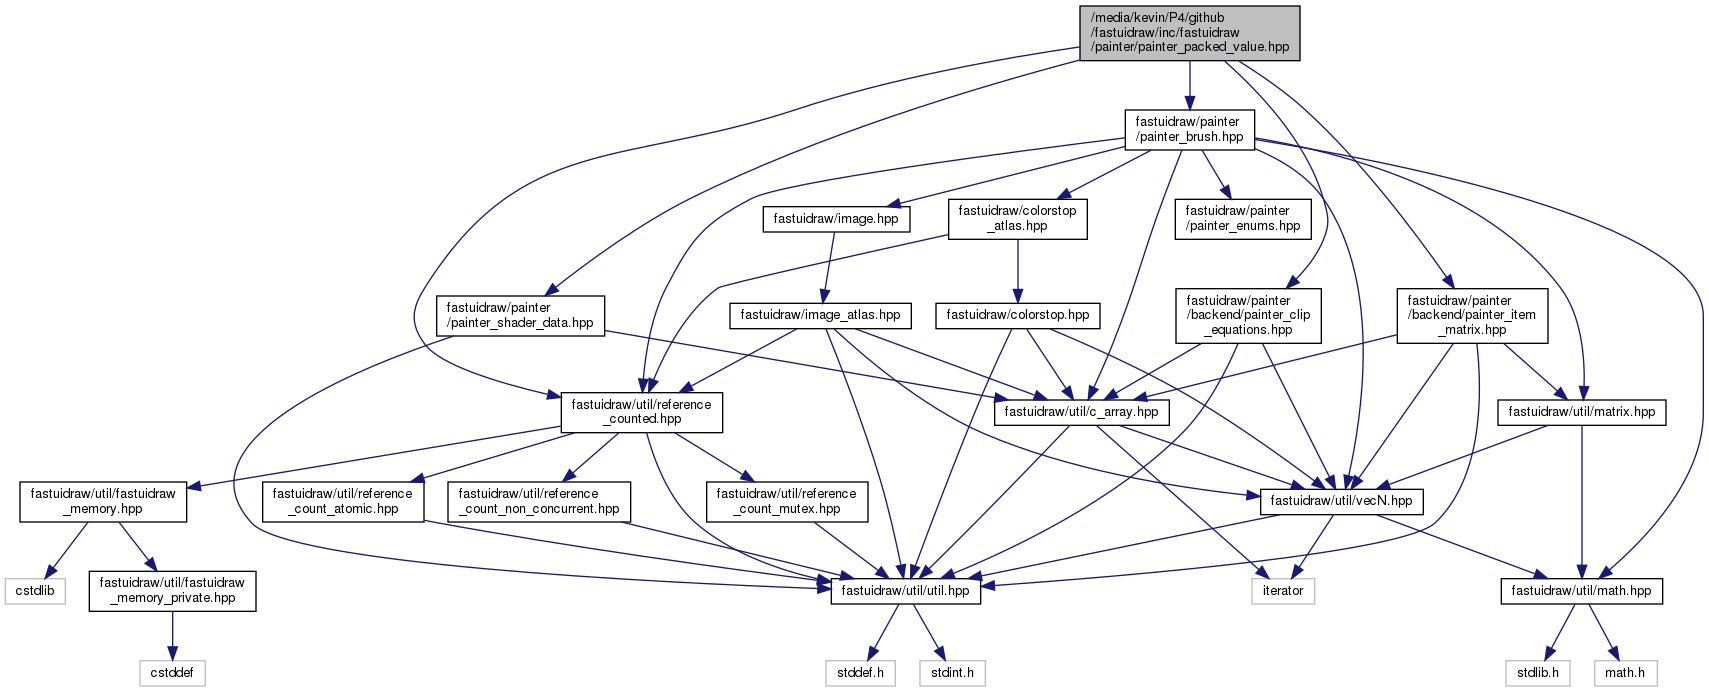 /media/kevin/P4/github
/fastuidraw/inc/fastuidraw
/painter/painter_packed_value.hpp
fastuidraw/painter
/painter_brush.hpp
fastuidraw/image.hpp
fastuidraw/colorstop
_atlas.hpp
fastuidraw/painter
/painter_enums.hpp
fastuidraw/painter
/painter_shader_data.hpp
fastuidraw/image_atlas.hpp
fastuidraw/colorstop.hpp
fastuidraw/painter
/backend/painter_clip
_equations.hpp
fastuidraw/painter
/backend/painter_item
_matrix.hpp
fastuidraw/util/reference
_counted.hpp
fastuidraw/util/c_array.hpp
fastuidraw/util/matrix.hpp
fastuidraw/util/fastuidraw
_memory.hpp
fastuidraw/util/reference
_count_atomic.hpp
fastuidraw/util/reference
_count_non_concurrent.hpp
fastuidraw/util/reference
_count_mutex.hpp
fastuidraw/util/vecN.hpp
cstdlib
fastuidraw/util/fastuidraw
_memory_private.hpp
fastuidraw/util/util.hpp
iterator
fastuidraw/util/math.hpp
cstddef
stddef.h
stdint.h
stdlib.h
math.h